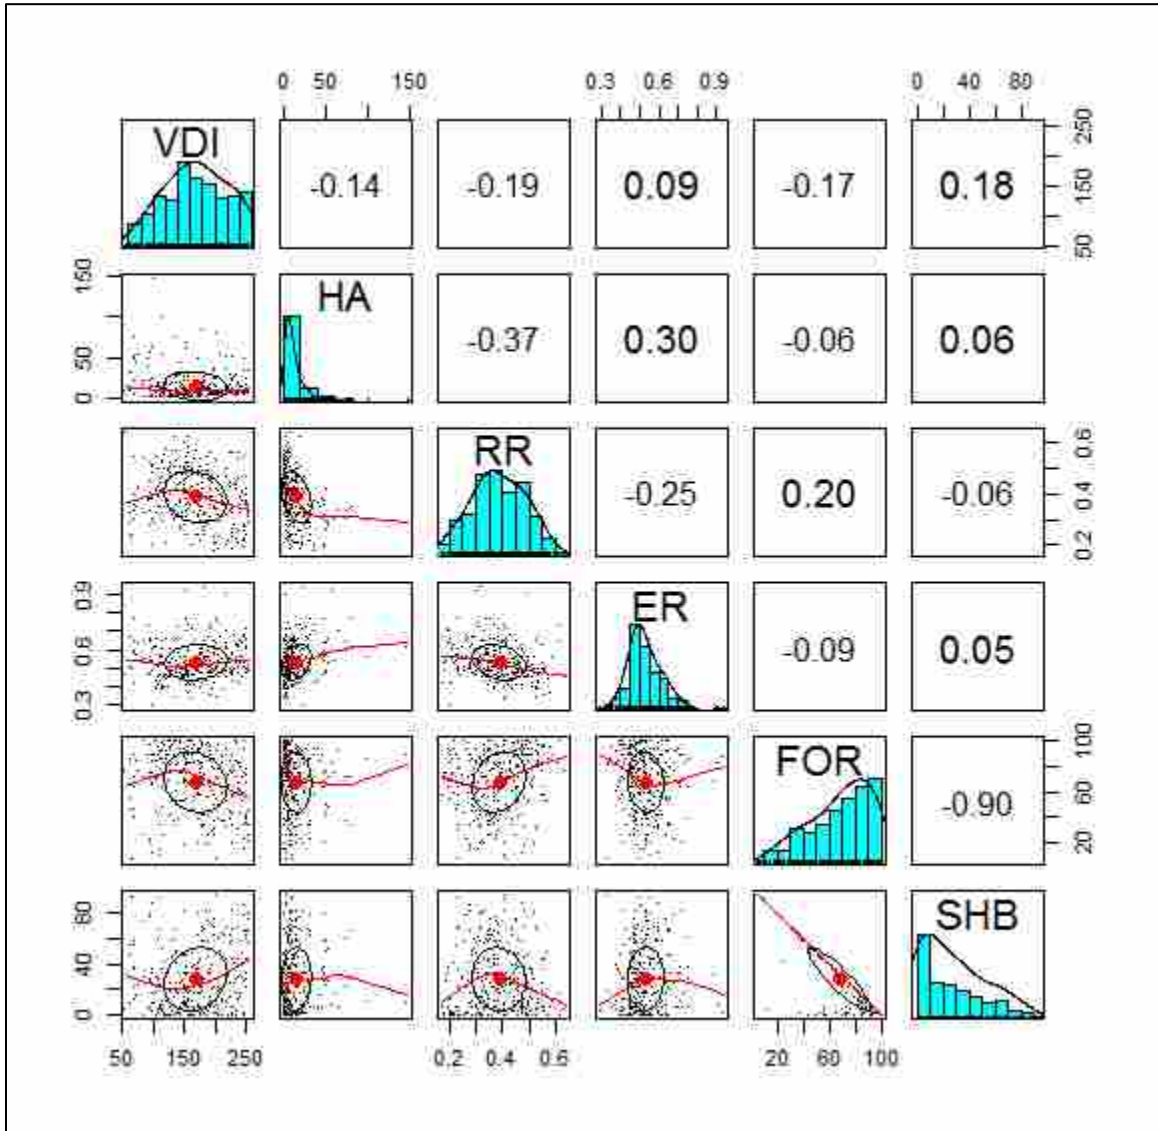 0 50 150 0.3 0.6 0.9 0 40 80
VDI -0.14 -0.19 0.09 -0.17 0.18 50 150 250
0 50 150 HA -0.37 0.30 -0.06 0.06
RR -0.25 0.20 -0.06 0.2 0.4 0.6
0.3 0.6 0.9 ER -0.09 0.05
FOR -0.90 20 60 100
0 40 80 SHB
50 150 250 0.2 0.4 0.6 20 60 100